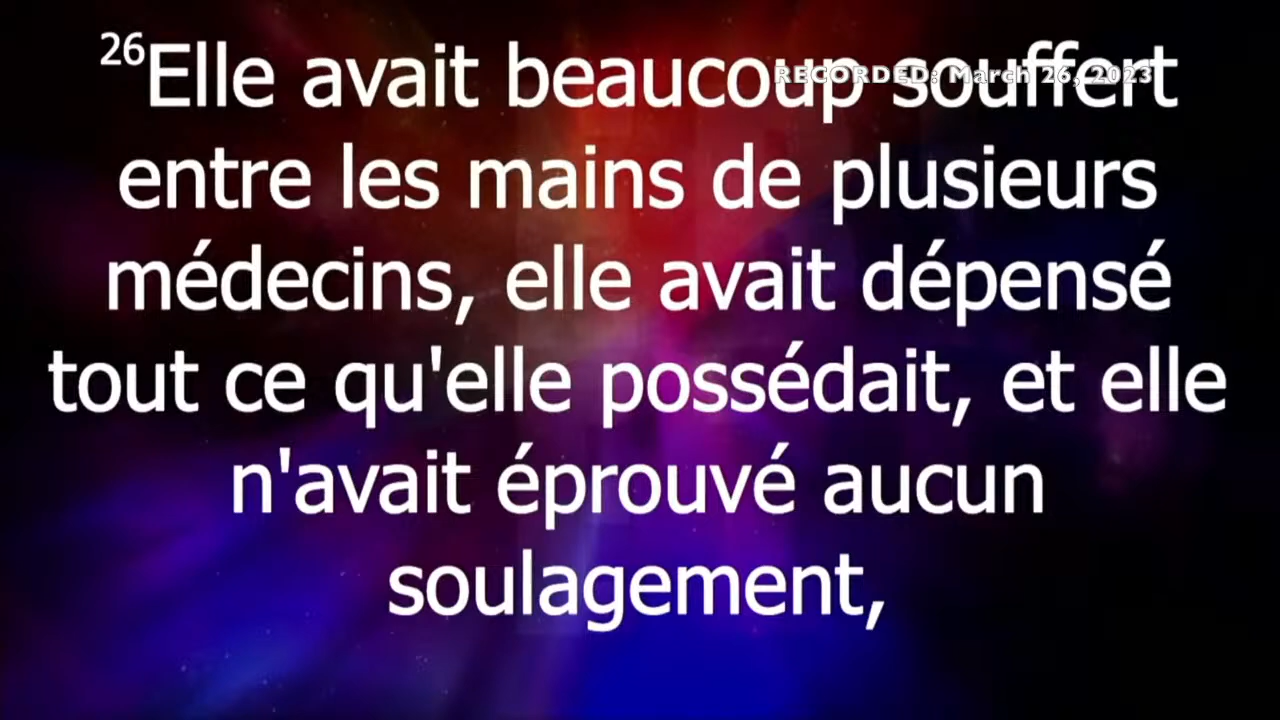 RECORDED: March 26, 2023
26Elle avait beaucoup souffert
entre les mains de plusieurs
médecins, elle avait dépensé
tout ce qu'elle possédait, et elle
n'avait éprouvé aucun
soulagement,